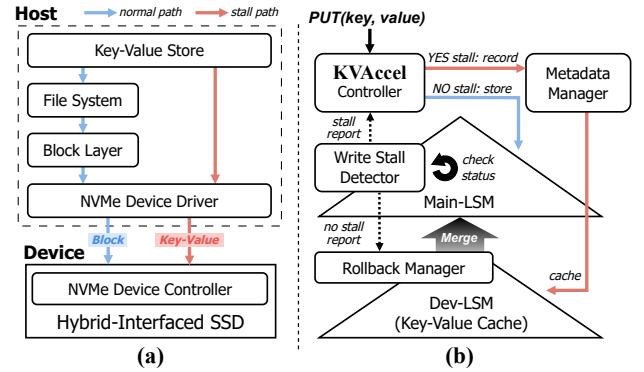 Host
normal path
stall path
Key-Value Store
File System
Block Layer
NVMe Device Driver
Block
Key-Value
Device
NVMe Device Controller
Hybrid-Interfaced SSD
(a)
PUT(key, value)
KVAccel
Controller
YES stall: record
NO stall: store
Metadata
Manager
stall
report
Write Stall
Detector
check
status
Main-LSM
no stall
report
Merge
Rollback Manager
cache
Dev-LSM
(Key-Value Cache)
(b)